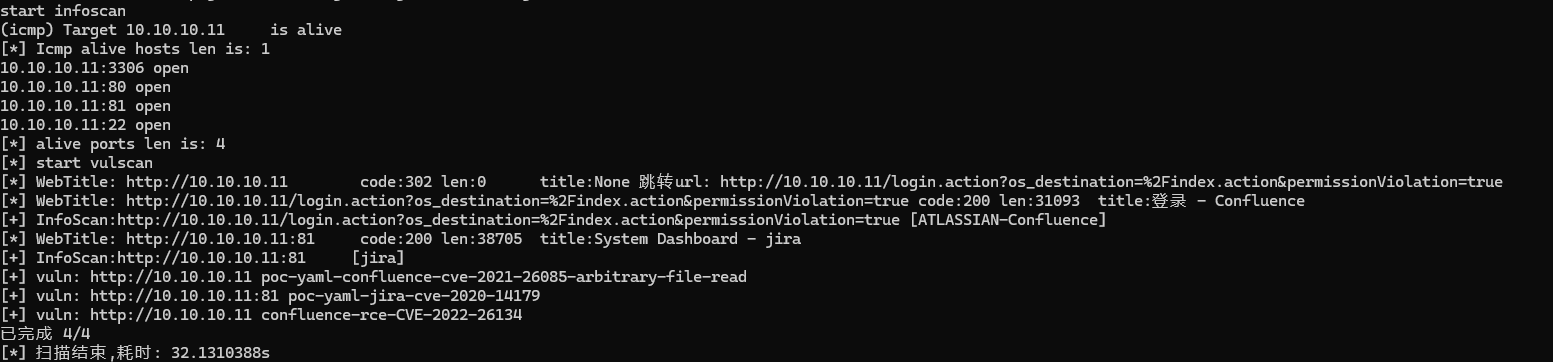 start infoscan
(icmp) Target 10.10.10.11     is alive
[*] Icmp alive hosts len is: 1
10.10.10.11:3306 open
10.10.10.11:80 open
10.10.10.11:81 open
10.10.10.11:22 open
[*] alive ports len is: 4
[*] start vulscan
[*] WebTitle: http://10.10.10.11        code:302 len:0      title:None 跳转url: http://10.10.10.11/login.action?os_destination=%2Findex.action&permissionViolation=true
[*] WebTitle: http://10.10.10.11/login.action?os_destination=%2Findex.action&permissionViolation=true code:200 len:31093  title:登录 - Confluence
[+] InfoScan:http://10.10.10.11/login.action?os_destination=%2Findex.action&permissionViolation=true [ATLASSIAN-Confluence]
[*] WebTitle: http://10.10.10.11:81     code:200 len:38705  title:System Dashboard - jira
[+] InfoScan:http://10.10.10.11:81     [jira]
[+] vuln: http://10.10.10.11 poc-yaml-confluence-cve-2021-26085-arbitrary-file-read
[+] vuln: http://10.10.10.11:81 poc-yaml-jira-cve-2020-14179
[+] vuln: http://10.10.10.11 confluence-rce-CVE-2022-26134
已完成 4/4
[*] 扫描结束,耗时: 32.1310388s